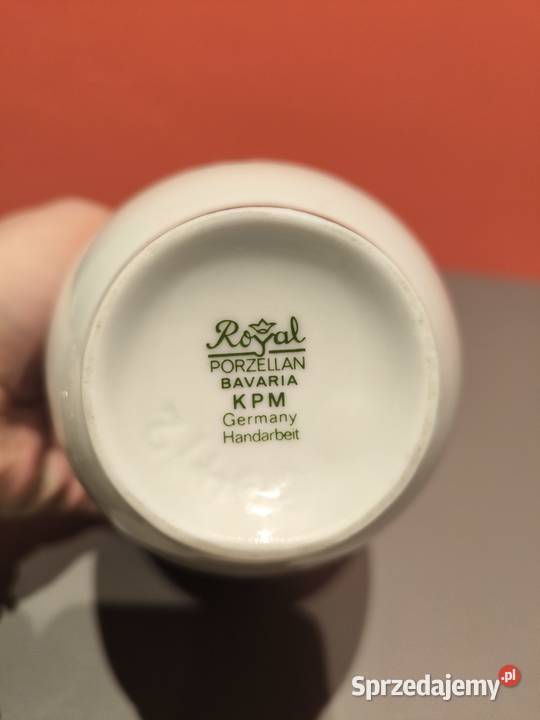 Royal
PORZELLAN
BAVARIA
KPM
Germany
Handarbeit
Sprzedajemy.pl